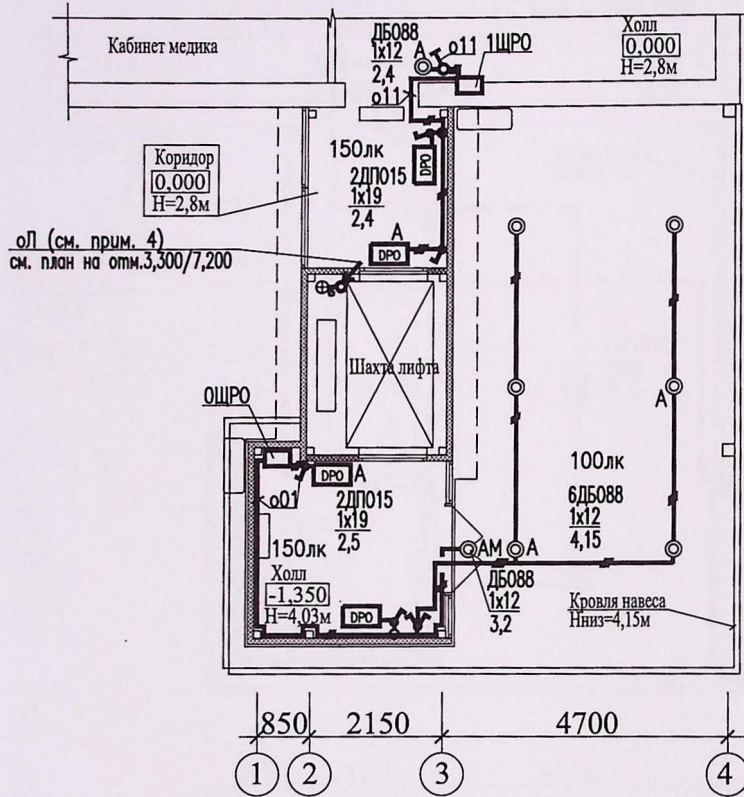 Кабинет медика
ДБ088
1х12
2,4
А
о11
1ЩРО
Холл
0,000
Н=2,8м
о11
Коридор
0,000
Н=2,8м
150лк
2ДП015
1х19
2,4
DPO
А
DPO
оЛ (см. прим. 4)
см. план на отм.3,300/7,200
Шахта лифта
ОЩРО
DPO
А
о01
2ДП015
1х19
2,5
150лк
Холл
-1,350
Н=4,03м
DPO
А
100лк
6ДБ088
1х12
4,15
АМ
А
ДБ088
1х12
3,2
Кровля навеса
Нниз=4,15м
850
2150
4700
1
2
3
4